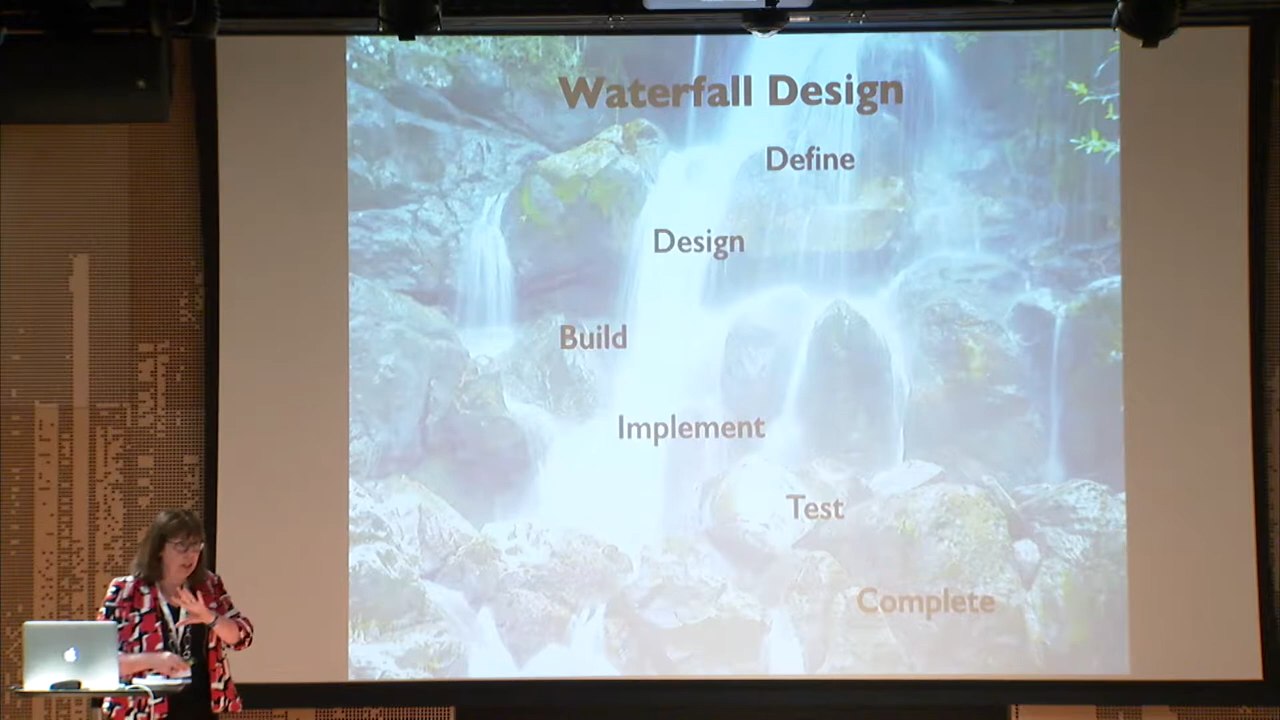 Waterfall Design
Define
Design
Build
Implement
Test
Complete